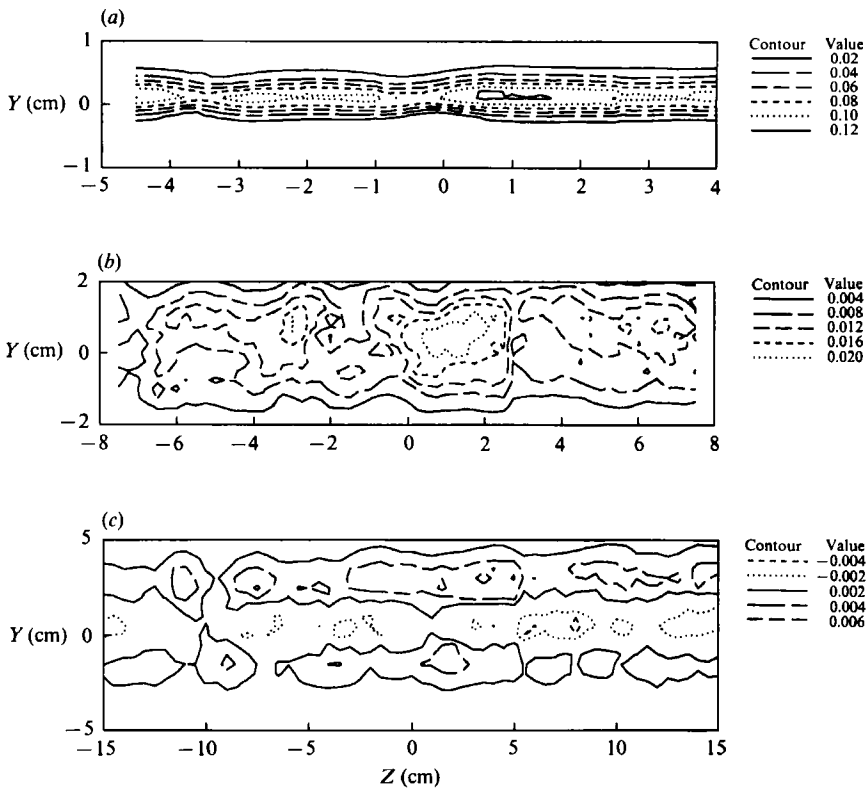 (a)
1
Y (cm) 0
−1
−5 −4 −3 −2 −1 0 1 2 3 4
Contour Value
0.02
0.04
0.06
0.08
0.10
0.12
(b)
2
Y (cm) 0
−2
−8 −6 −4 −2 0 2 4 6 8
Contour Value
0.004
0.008
0.012
0.016
0.020
(c)
5
Y (cm) 0
−5
−15 −10 −5 0 5 10 15
Z (cm)
Contour Value
−0.004
−0.002
0.002
0.004
0.006